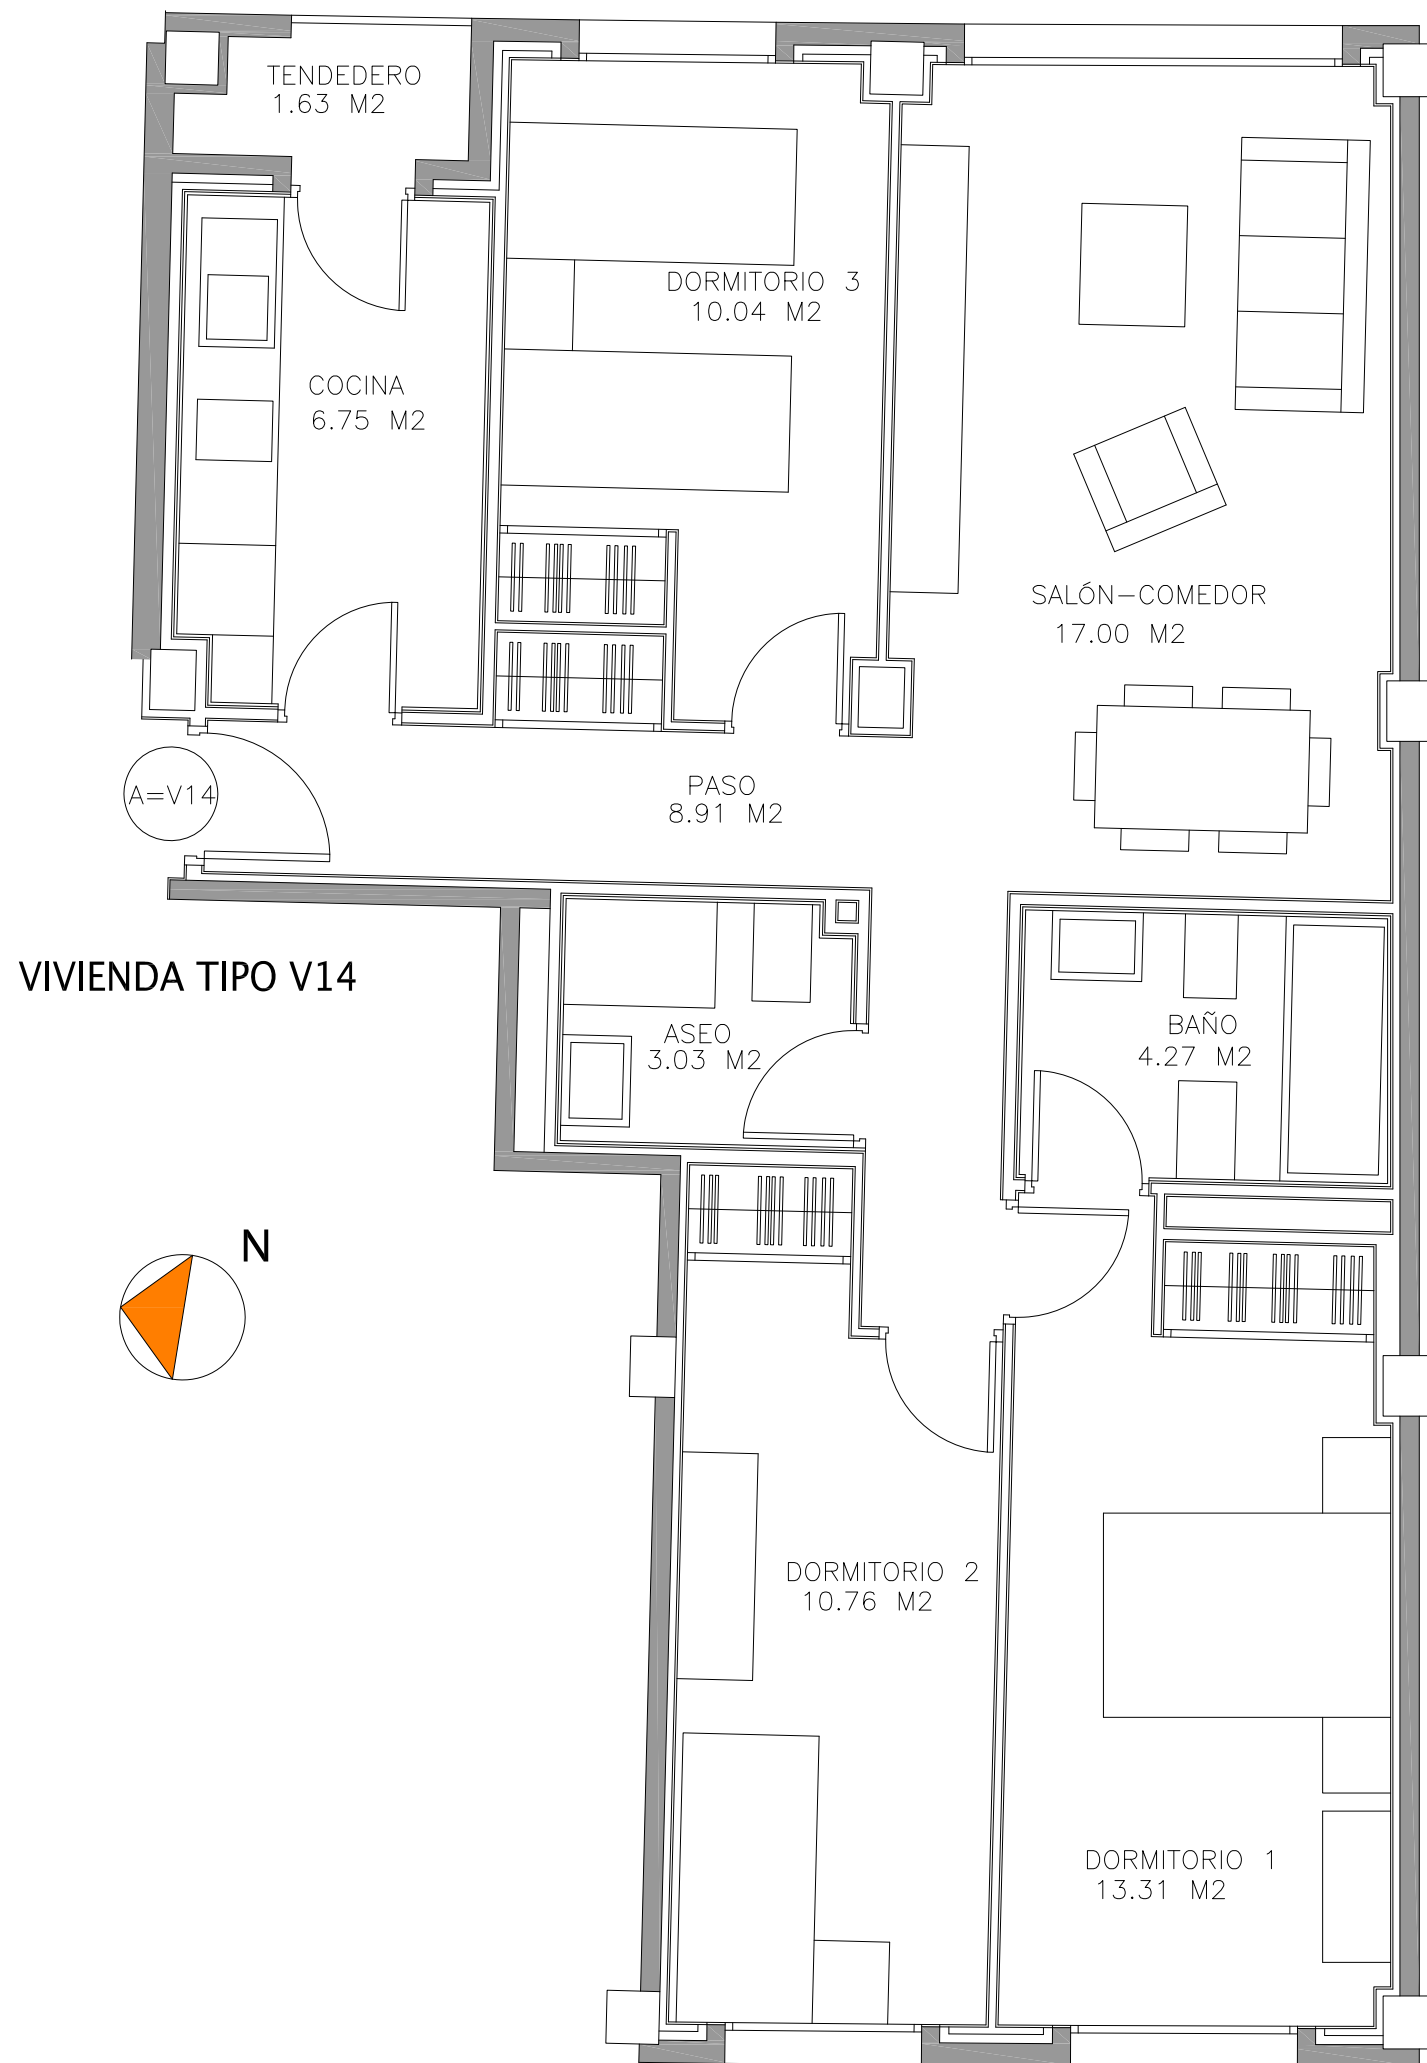 TENDEDERO
1.63 M2
DORMITORIO 3
10.04 M2
COCINA
6.75 M2
SALÓN-COMEDOR
17.00 M2
PASO
8.91 M2
A=V14
VIVIENDA TIPO V14
ASEO
3.03 M2
BAÑO
4.27 M2
N
DORMITORIO 2
10.76 M2
DORMITORIO 1
13.31 M2